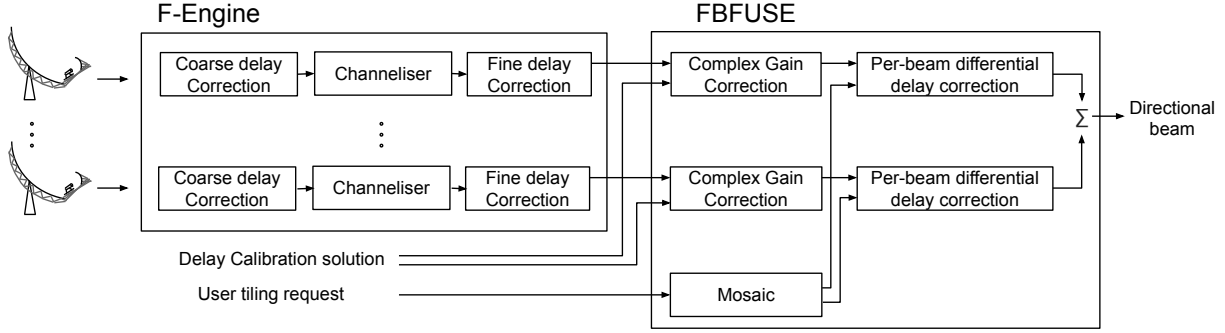 F-Engine
FBFUSE
Coarse delay
Correction
Channeliser
Fine delay
Correction
Complex Gain
Correction
Per-beam differential
delay correction
Σ
Directional
beam
Coarse delay
Correction
Channeliser
Fine delay
Correction
Complex Gain
Correction
Per-beam differential
delay correction
Delay Calibration solution
User tiling request
Mosaic